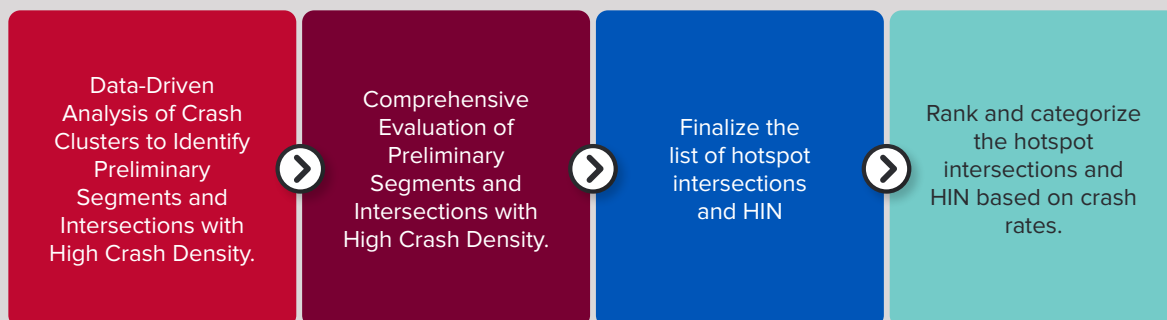 Data-Driven
Analysis of Crash
Clusters to Identify
Preliminary
Segments and
Intersections with
High Crash Density.
Comprehensive
Evaluation of
Preliminary
Segments and
Intersections with
High Crash Density.
Finalize the
list of hotspot
intersections
and HIN
Rank and categorize
the hotspot
intersections and
HIN based on crash
rates.